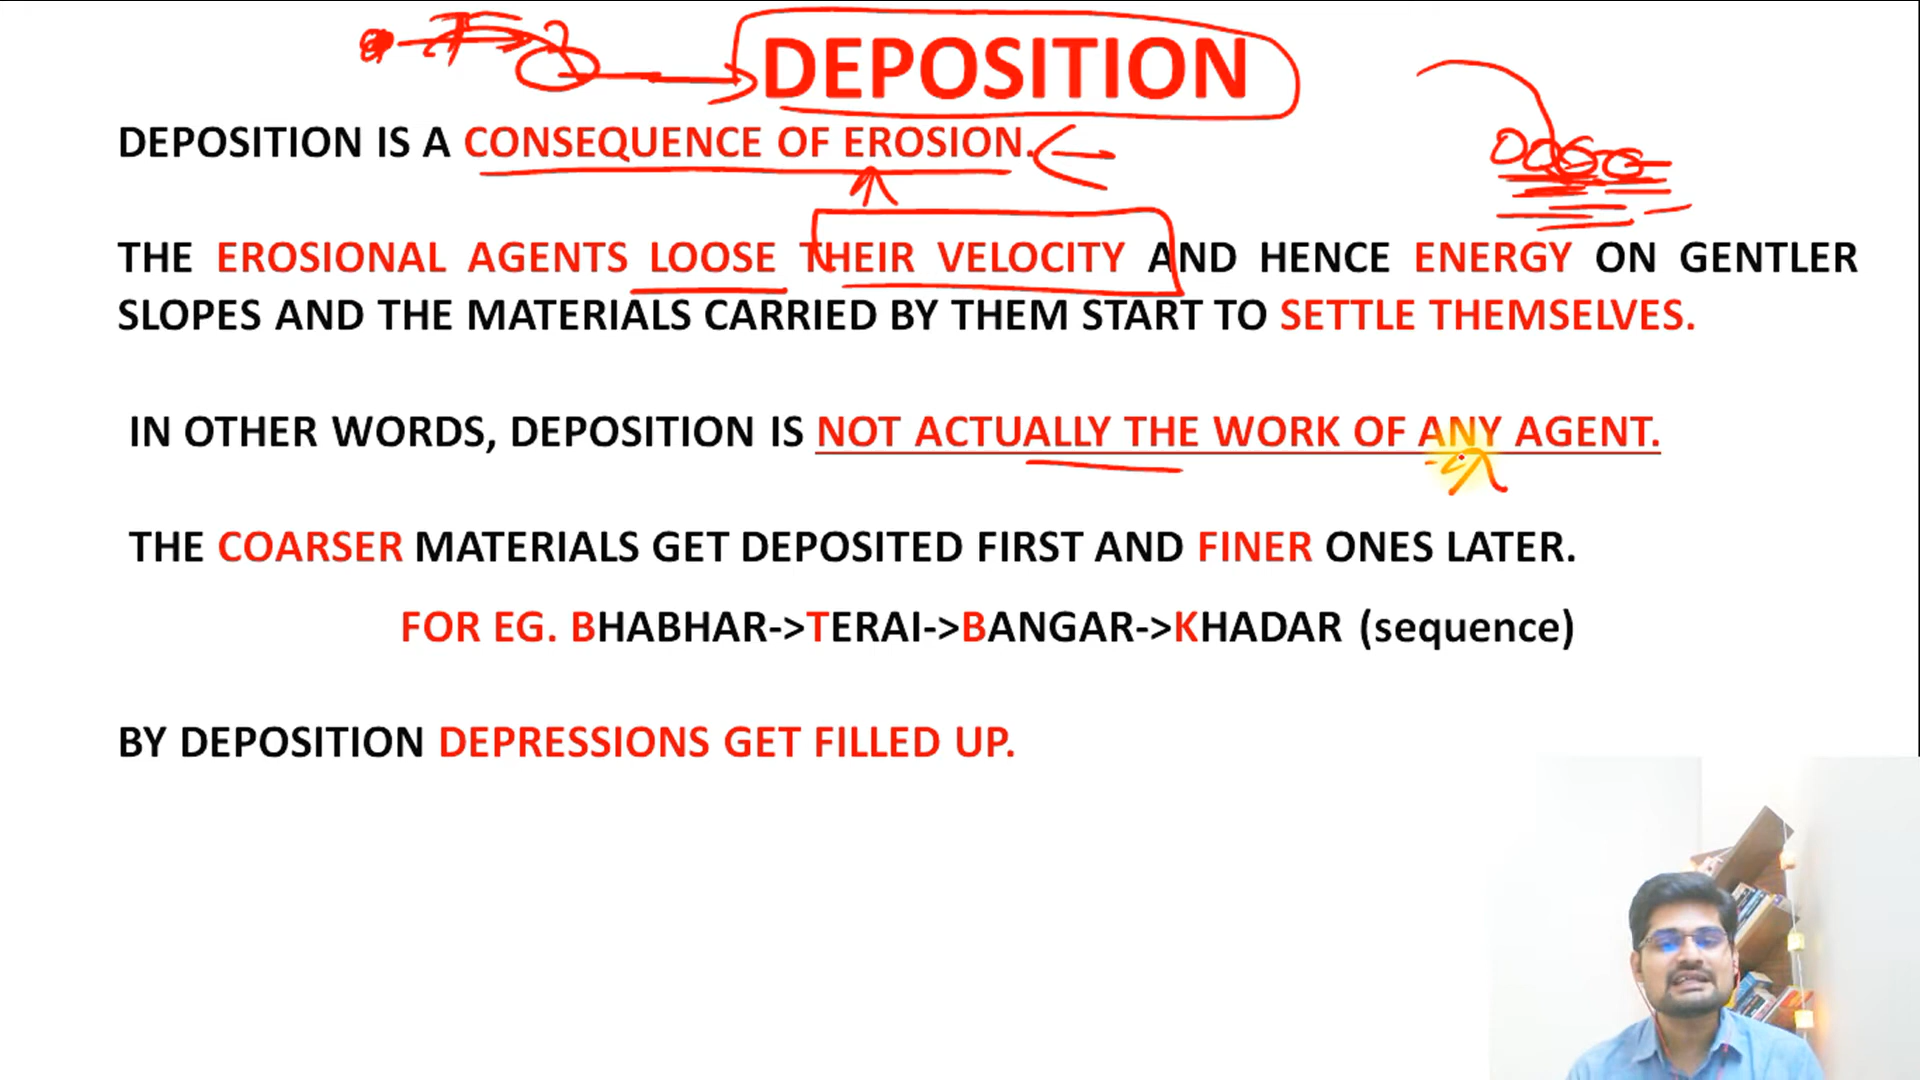 DEPOSITION
DEPOSITION IS A CONSEQUENCE OF EROSION.
THE EROSIONAL AGENTS LOOSE THEIR VELOCITY AND HENCE ENERGY ON GENTLER
SLOPES AND THE MATERIALS CARRIED BY THEM START TO SETTLE THEMSELVES.
IN OTHER WORDS, DEPOSITION IS NOT ACTUALLY THE WORK OF ANY AGENT.
THE COARSER MATERIALS GET DEPOSITED FIRST AND FINER ONES LATER.
FOR EG. BHABHAR->TERAI->BANGAR->KHADAR (sequence)
BY DEPOSITION DEPRESSIONS GET FILLED UP.